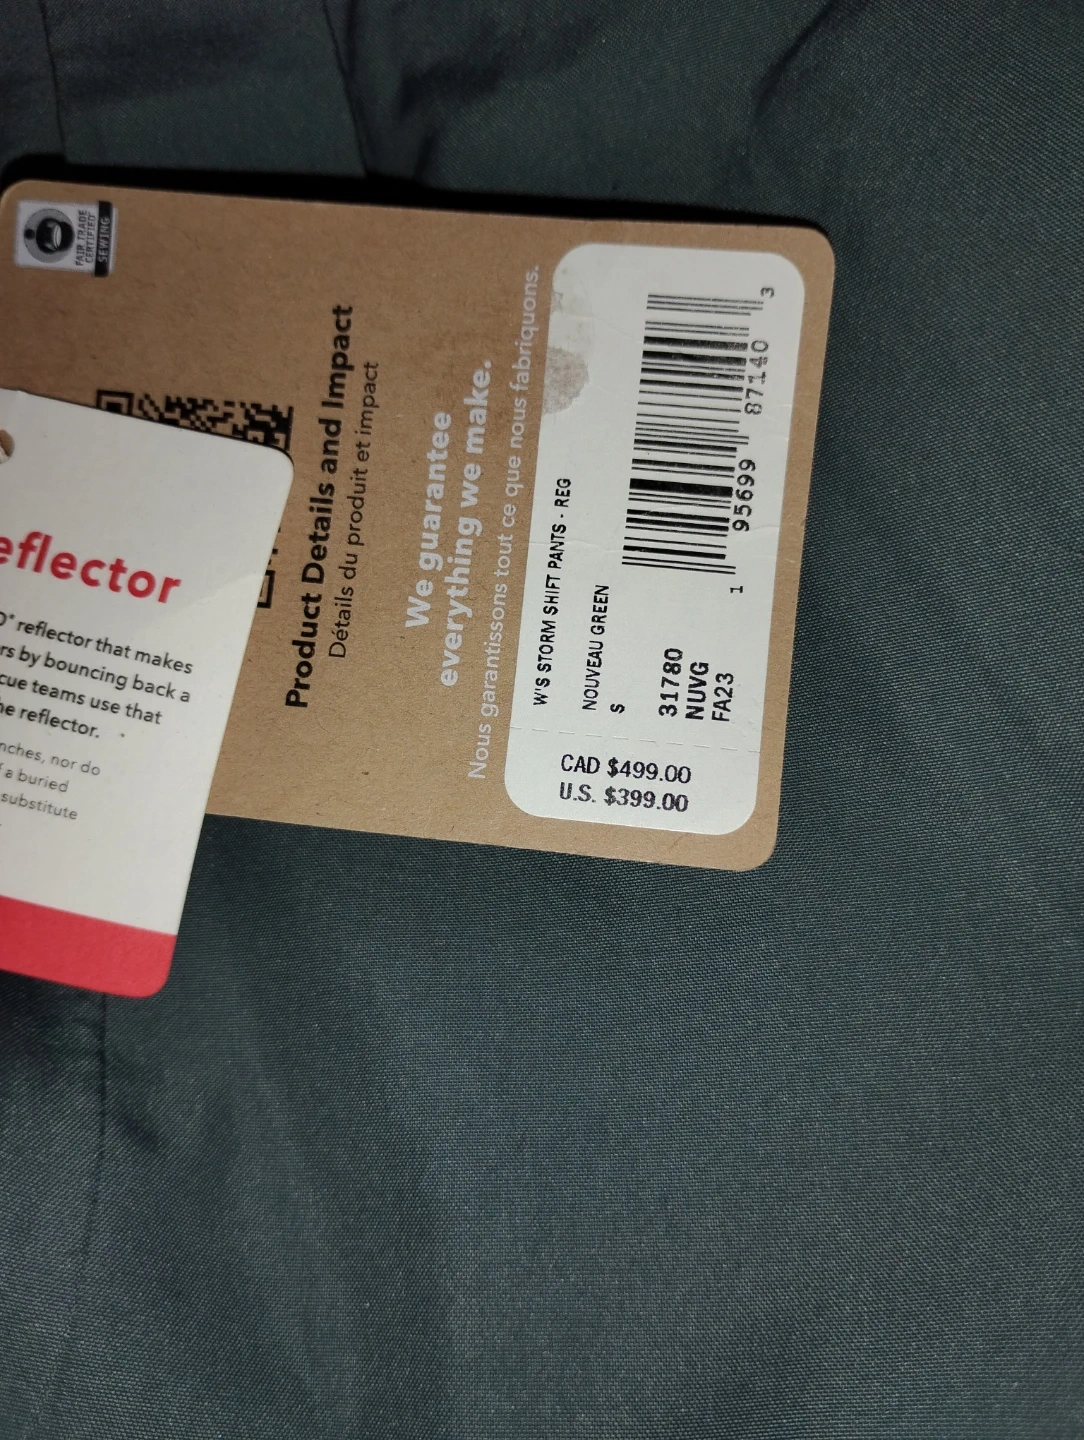 FAIR TRADE
CERTIFIED
SEWING
Product Details and Impact
Détails du produit et impact
We guarantee
everything we make.
Nous garantissons tout ce que nous fabriquons.
W'S STORM SHIFT PANTS - REG
NOUVEAU GREEN
S
31780
NUVG
FA23
1 95699 87140 3
CAD $499.00
U.S. $399.00
eflector
reflector that makes
rs by bouncing back a
cue teams use that
he reflector.
nches, nor do
f a buried
substitute